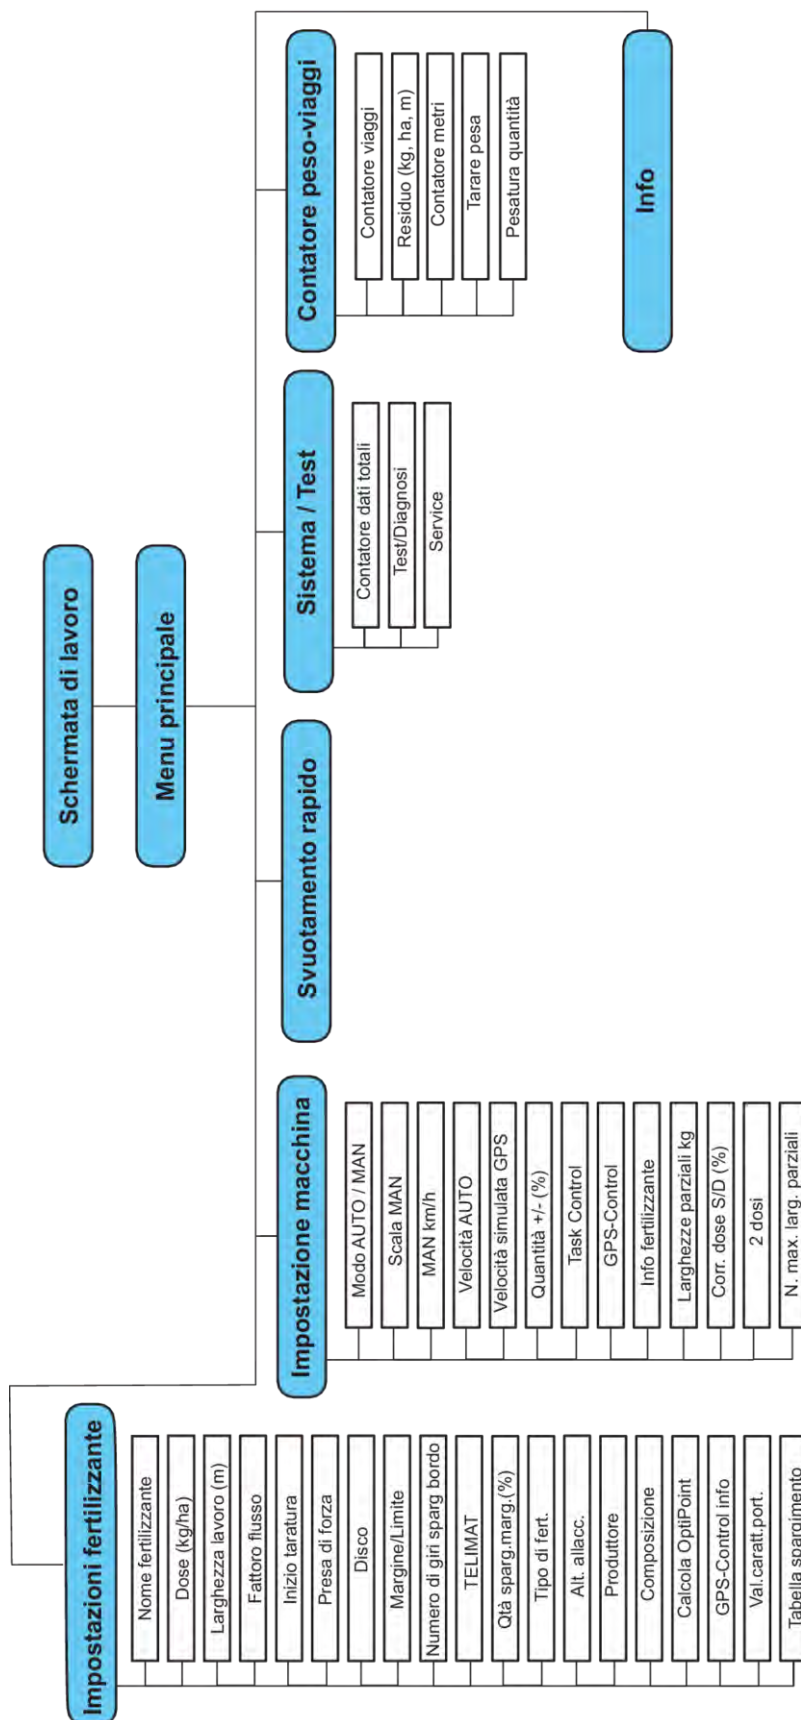 Schermata di lavoro
Menu principale
Impostazioni fertilizzante
Nome fertilizzante
Dose (kg/ha)
Larghezza lavoro (m)
Fattoro flusso
Inizio taratura
Presa di forza
Disco
Margine/Limite
Numero di giri sparg bordo
TELIMAT
Qtà sparg.marg.(%)
Tipo di fert.
Alt. allacc.
Produttore
Composizione
Calcola OptiPoint
GPS-Control info
Val.caratt.port.
Tabella spargimento
Impostazione macchina
Modo AUTO / MAN
Scala MAN
MAN km/h
Velocità AUTO
Velocità simulata GPS
Quantità +/- (%)
Task Control
GPS-Control
Info fertilizzante
Larghezze parziali kg
Corr. dose S/D (%)
2 dosi
N. max. larg. parziali
Svuotamento rapido
Sistema / Test
Contatore dati totali
Test/Diagnosi
Service
Contatore peso-viaggi
Contatore viaggi
Residuo (kg, ha, m)
Contatore metri
Tarare pesa
Pesatura quantità
Info